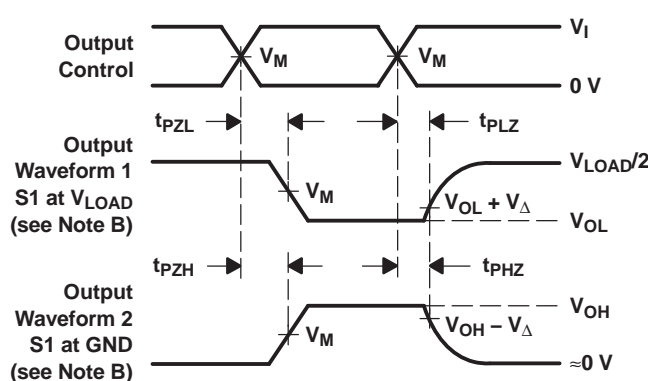 Output
Control
V_M
V_M
V_I
0 V
t_PZL
t_PLZ
Output
Waveform 1
S1 at V_LOAD
(see Note B)
V_M
V_LOAD/2
V_OL + V_Δ
V_OL
t_PZH
t_PHZ
Output
Waveform 2
S1 at GND
(see Note B)
V_M
V_OH
V_OH − V_Δ
≈0 V